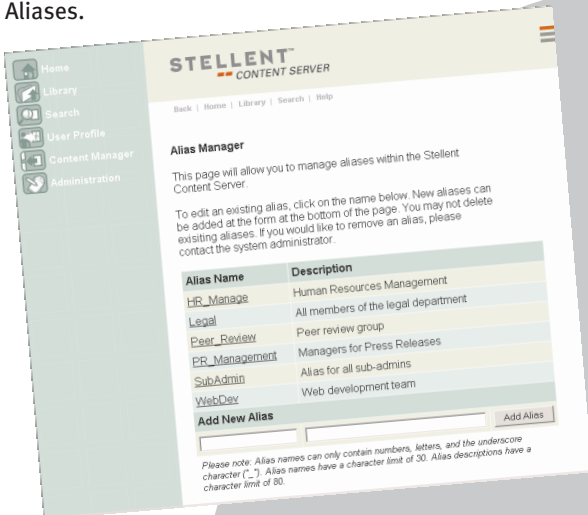 Aliases.
Home
Library
Search
User Profile
Content Manager
Administration
STELLENT™
CONTENT SERVER
Back | Home | Library | Search | Help
Alias Manager
This page will allow you to manage aliases within the Stellent
Content Server.
To edit an existing alias, click on the name below. New aliases can
be added at the form at the bottom of the page. You may not delete
exisiting aliases. If you would like to remove an alias, please
contact the system administrator.
Alias Name Description
HR_Manage Human Resources Management
Legal All members of the legal department
Peer_Review Peer review group
PR_Management Managers for Press Releases
SubAdmin Alias for all sub-admins
WebDev Web development team
Add New Alias
Add Alias
Please note: Alias names can only contain numbers, letters, and the underscore
character ("_"). Alias names have a character limit of 30. Alias descriptions have a
character limit of 80.